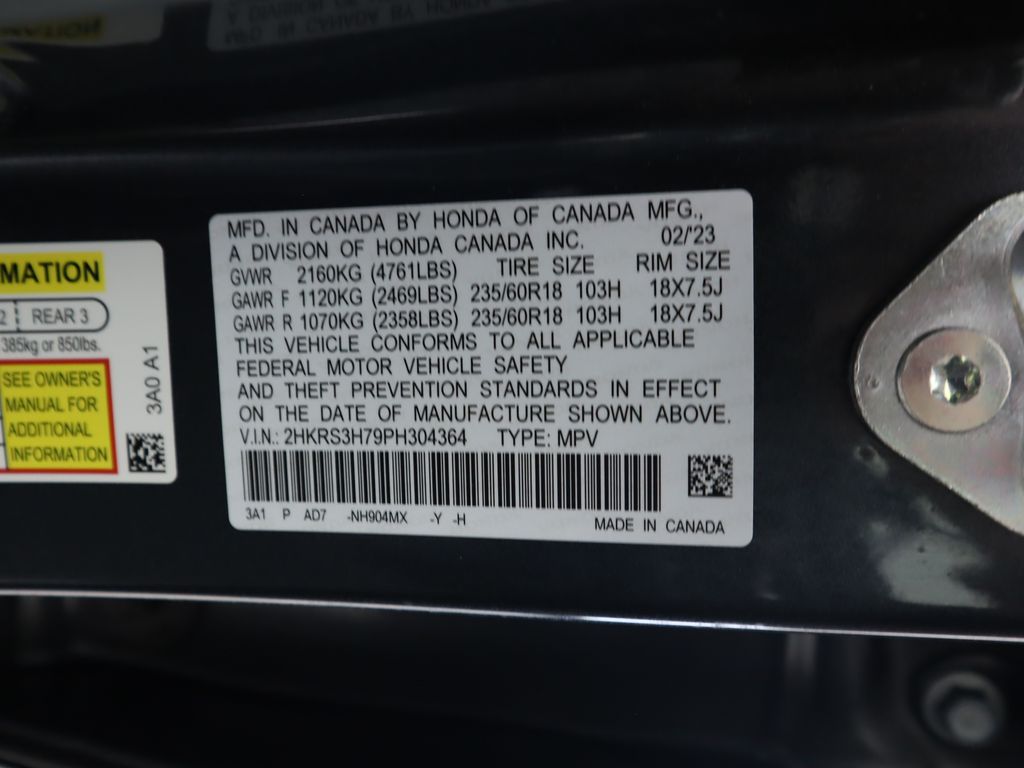 MFD. IN CANADA BY HONDA OF CANADA MFG.,
A DIVISION OF HONDA CANADA INC. 02/'23
GVWR 2160KG (4761LBS) TIRE SIZE RIM SIZE
GAWR F 1120KG (2469LBS) 235/60R18 103H 18X7.5J
GAWR R 1070KG (2358LBS) 235/60R18 103H 18X7.5J
THIS VEHICLE CONFORMS TO ALL APPLICABLE
FEDERAL MOTOR VEHICLE SAFETY
AND THEFT PREVENTION STANDARDS IN EFFECT
ON THE DATE OF MANUFACTURE SHOWN ABOVE.
V.I.N.: 2HKRS3H79PH304364 TYPE: MPV
3A1 P AD7 -NH904MX -Y -H MADE IN CANADA
MATION
2 REAR 3
385kg or 850lbs.
SEE OWNER'S
MANUAL FOR
ADDITIONAL
INFORMATION
3A0 A1